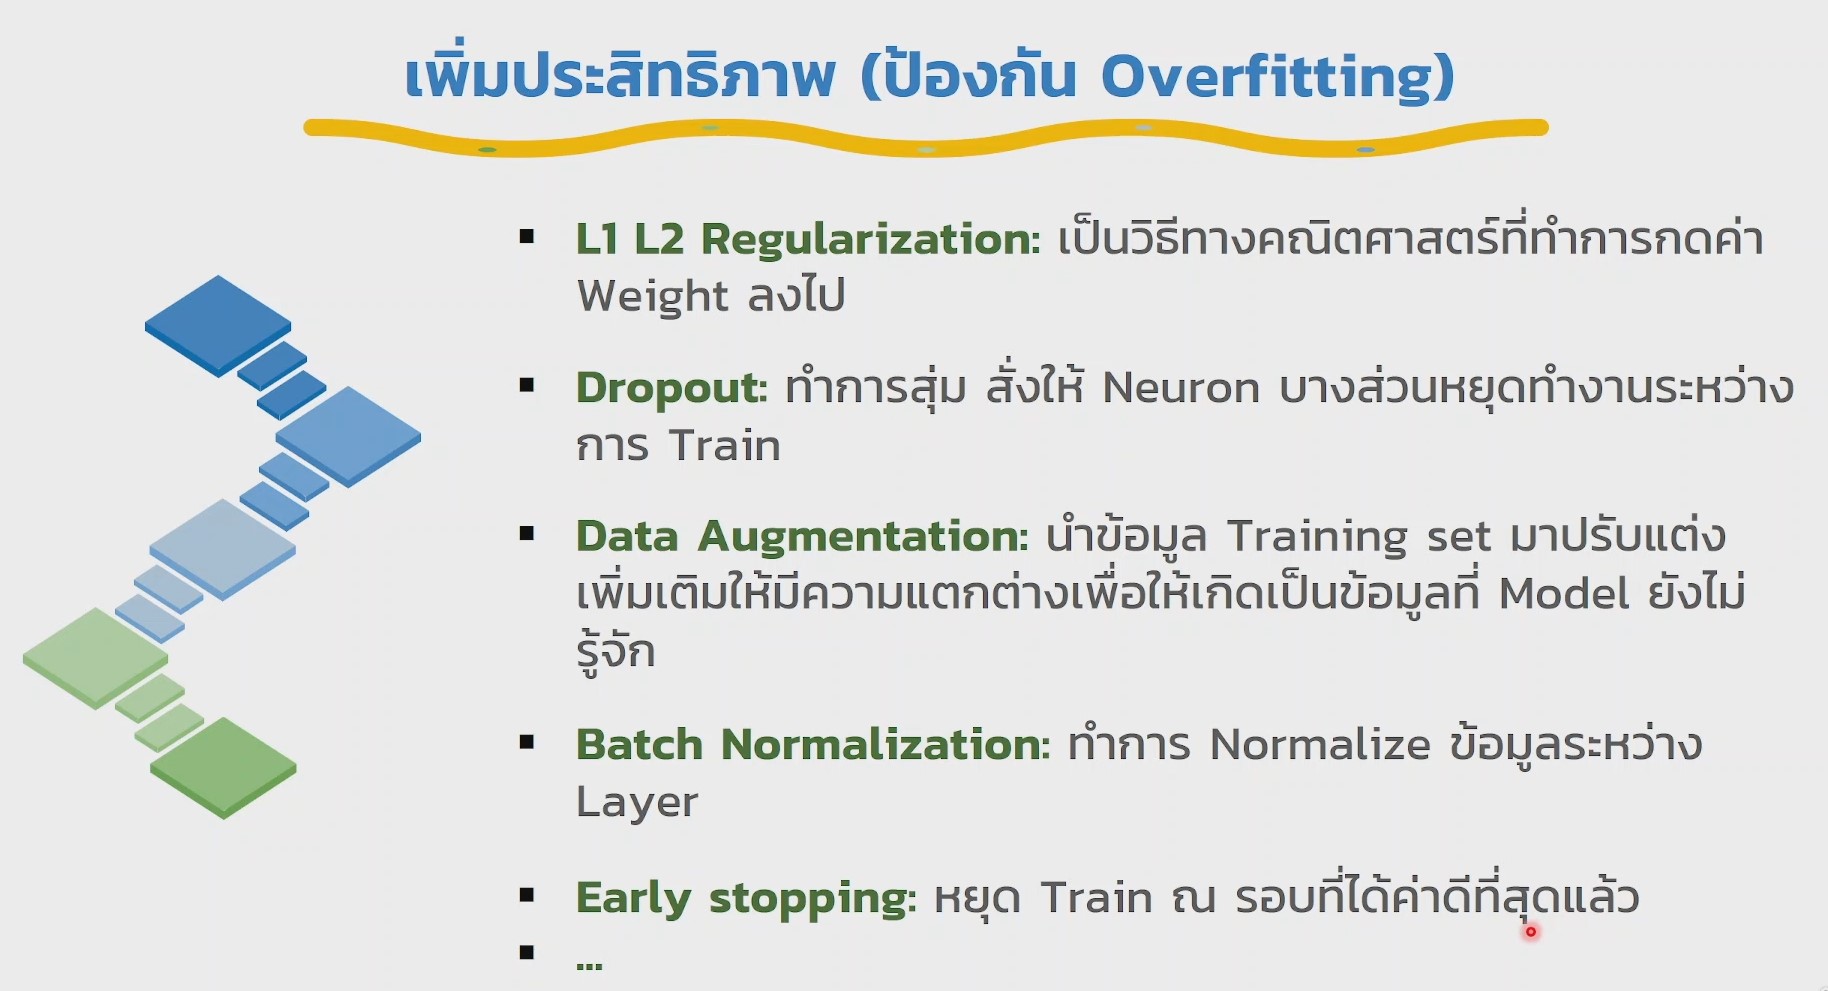 เพิ่มประสิทธิภาพ (ป้องกัน Overfitting)
▪ L1 L2 Regularization: เป็นวิธีทางคณิตศาสตร์ที่ทำการกดค่า
Weight ลงไป
▪ Dropout: ทำการสุ่ม สั่งให้ Neuron บางส่วนหยุดทำงานระหว่าง
การ Train
▪ Data Augmentation: นำข้อมูล Training set มาปรับแต่ง
เพิ่มเติมให้มีความแตกต่างเพื่อให้เกิดเป็นข้อมูลที่ Model ยังไม่
รู้จัก
▪ Batch Normalization: ทำการ Normalize ข้อมูลระหว่าง
Layer
▪ Early stopping: หยุด Train ณ รอบที่ได้ค่าดีที่สุดแล้ว
▪ ...